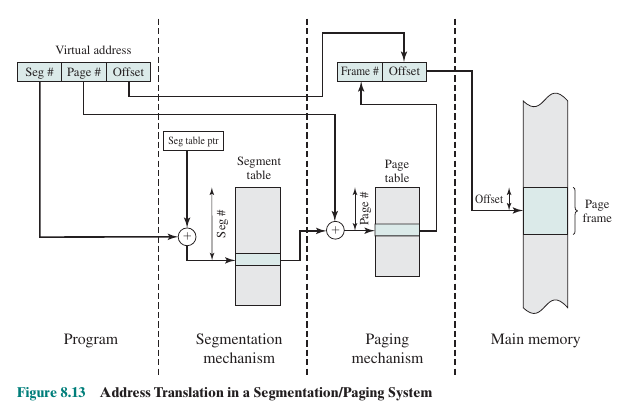 Virtual address
Seg # Page # Offset
Frame # Offset
Seg table ptr
Segment
table
Page
table
Seg #
Page #
Offset
Page
frame
Program
Segmentation
mechanism
Paging
mechanism
Main memory
+
+
Figure 8.13 Address Translation in a Segmentation/Paging System